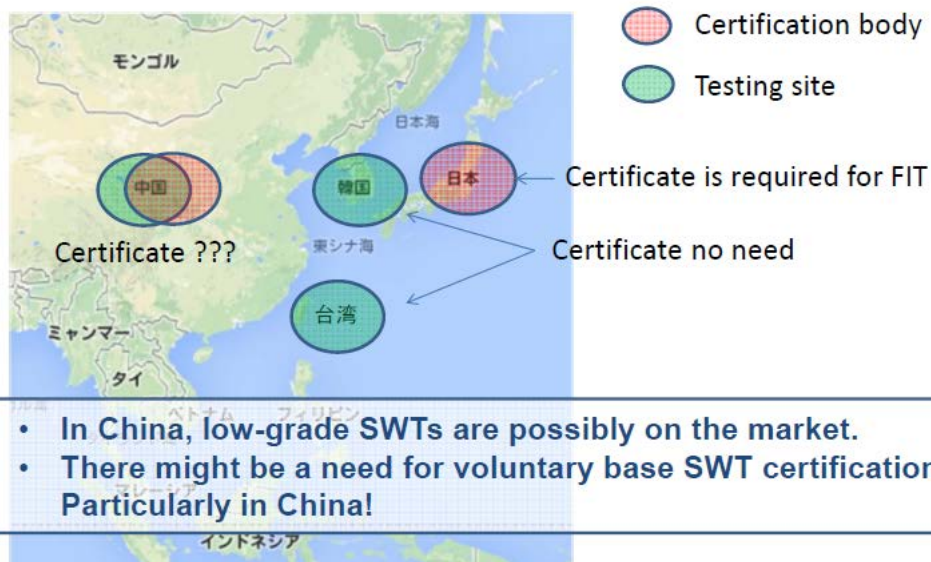 Certification body
Testing site
モンゴル
日本海
中国
韓国
日本
Certificate is required for FIT
Certificate ???
東シナ海
Certificate no need
台湾
ミャンマー
タイ
ベトナム
フィリピン
• In China, low-grade SWTs are possibly on the market.
• There might be a need for voluntary base SWT certification
マレーシア
Particularly in China!
インドネシア